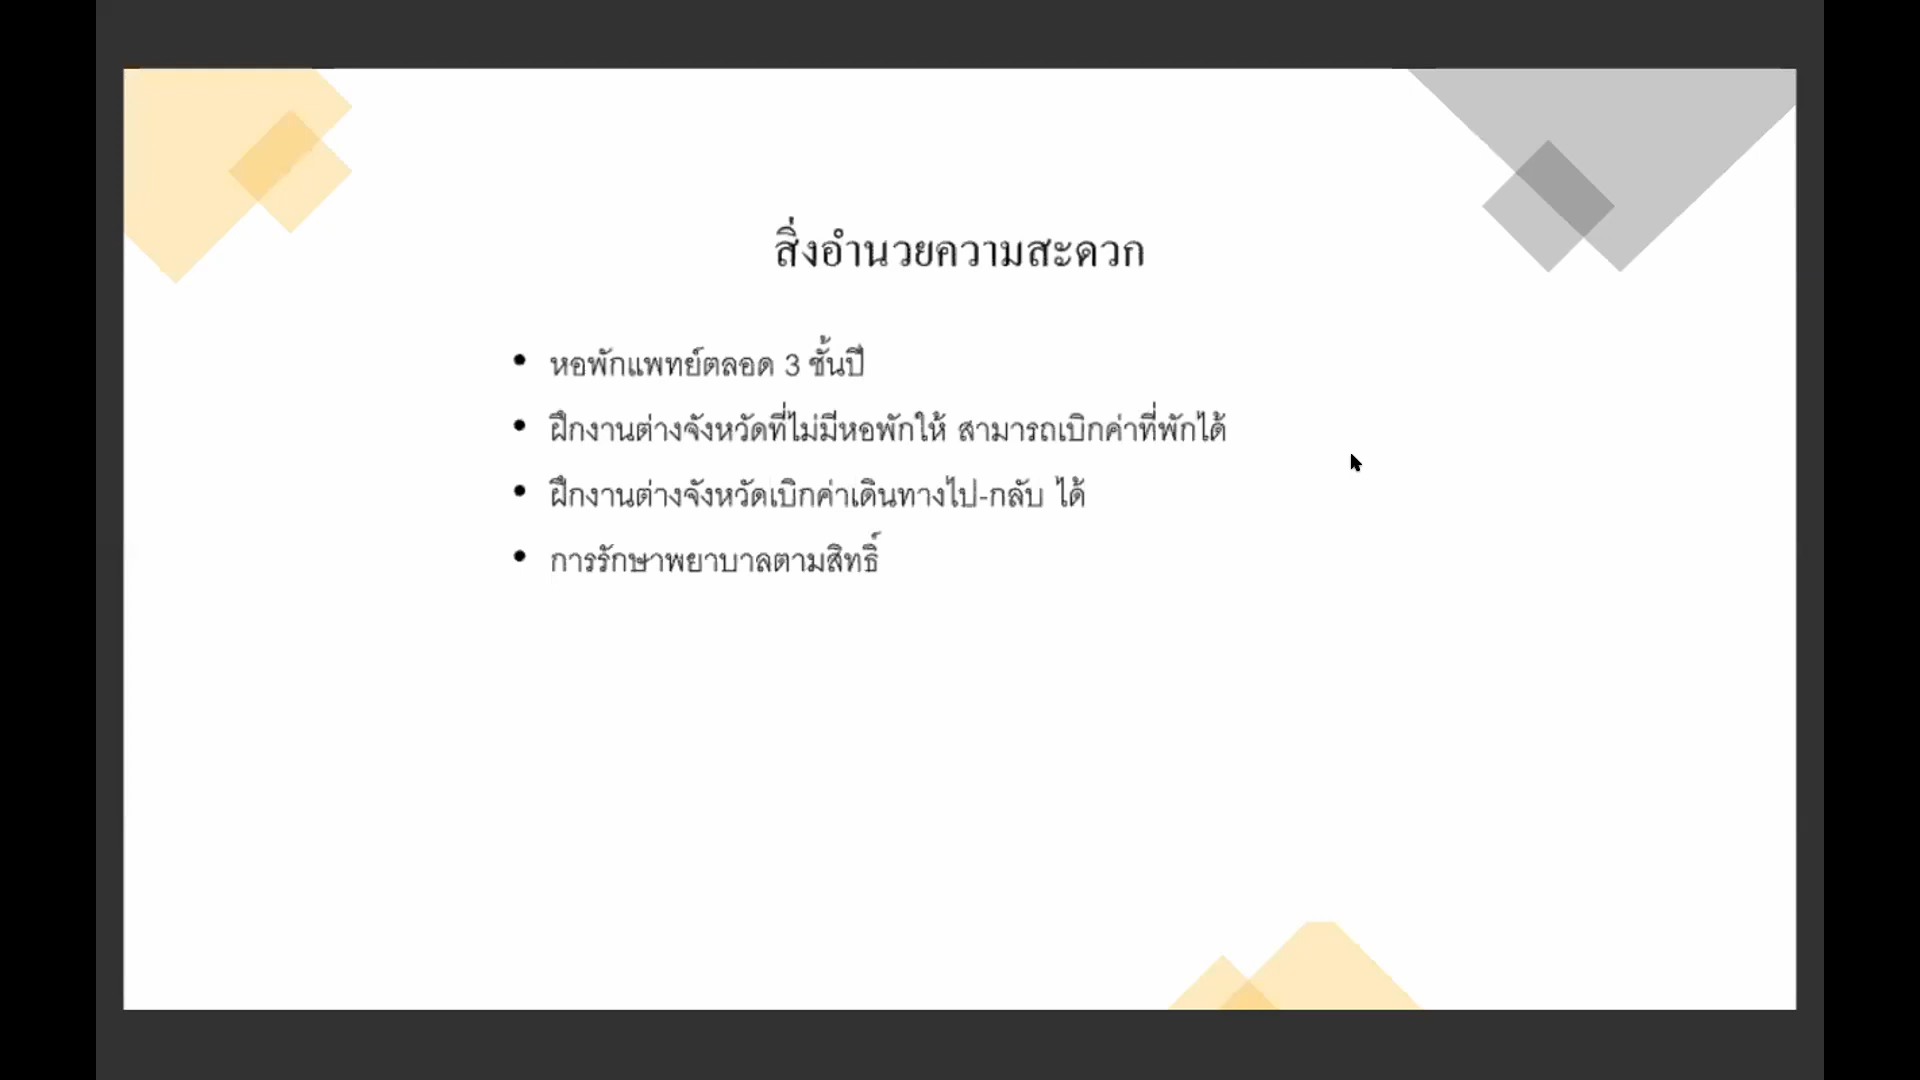 สิ่งอำนวยความสะดวก
• หอพักแพทย์ตลอด 3 ชั้นปี
• ฝึกงานต่างจังหวัดที่ไม่มีหอพักให้ สามารถเบิกค่าที่พักได้
• ฝึกงานต่างจังหวัดเบิกค่าเดินทางไป-กลับ ได้
• การรักษาพยาบาลตามสิทธิ์